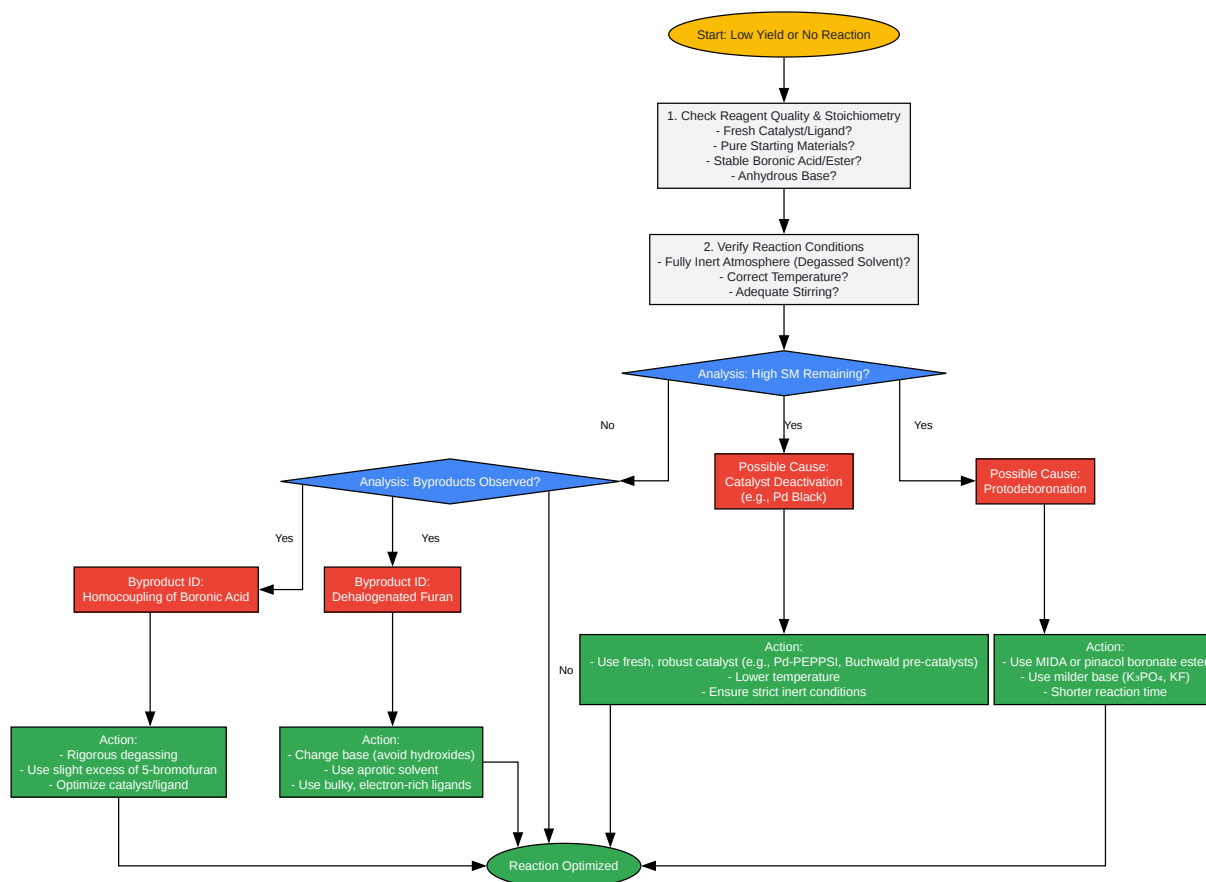 Start: Low Yield or No Reaction
1. Check Reagent Quality & Stoichiometry
- Fresh Catalyst/Ligand?
- Pure Starting Materials?
- Stable Boronic Acid/Ester?
- Anhydrous Base?
2. Verify Reaction Conditions
- Fully Inert Atmosphere (Degassed Solvent)?
- Correct Temperature?
- Adequate Stirring?
Analysis: High SM Remaining?
No
Yes
Yes
Analysis: Byproducts Observed?
Possible Cause:
Catalyst Deactivation
(e.g., Pd Black)
Possible Cause:
Protodeboronation
Yes
Yes
Byproduct ID:
Homocoupling of Boronic Acid
Byproduct ID:
Dehalogenated Furan
No
Action:
- Use fresh, robust catalyst (e.g., Pd-PEPPSI, Buchwald pre-catalysts)
- Lower temperature
- Ensure strict inert conditions
Action:
- Use MIDA or pinacol boronate ester
- Use milder base (K₃PO₄, KF)
- Shorter reaction time
Action:
- Rigorous degassing
- Use slight excess of 5-bromofuran
- Optimize catalyst/ligand
Action:
- Change base (avoid hydroxides)
- Use aprotic solvent
- Use bulky, electron-rich ligands
Reaction Optimized